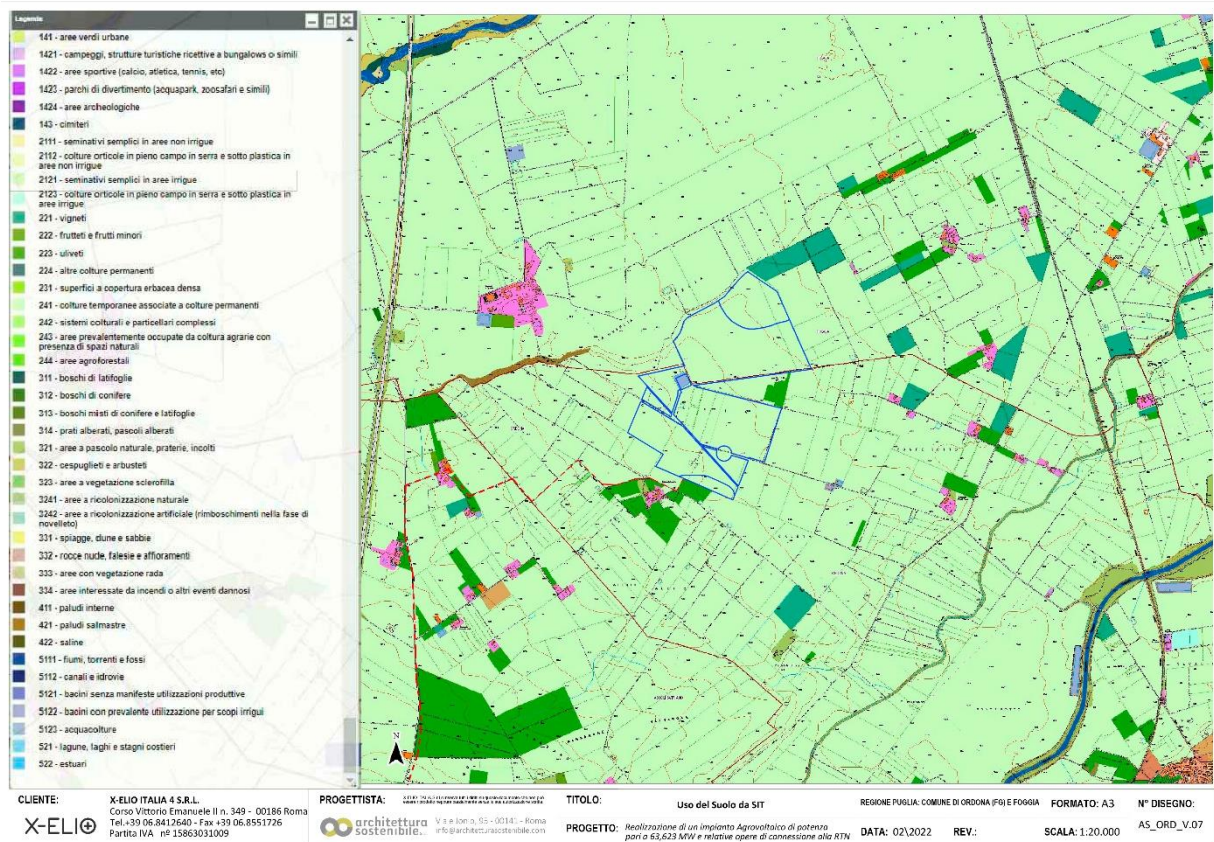 Legenda
141 - aree verdi urbane
1421 - campeggi, strutture turistiche ricettive a bungalows o simili
1422 - aree sportive (calcio, atletica, tennis, etc)
1423 - parchi di divertimento (acquapark, zoosafari e simili)
1424 - aree archeologiche
143 - cimiteri
2111 - seminativi semplici in aree non irrigue
2112 - colture orticole in pieno campo in serra e sotto plastica in
aree non irrigue
2121 - seminativi semplici in aree irrigue
2123 - colture orticole in pieno campo in serra e sotto plastica in
aree irrigue
221 - vigneti
222 - frutteti e frutti minori
223 - uliveti
224 - altre colture permanenti
231 - superfici a copertura erbacea densa
241 - colture temporanee associate a colture permanenti
242 - sistemi colturali e particellari complessi
243 - aree prevalentemente occupate da coltura agrarie con
presenza di spazi naturali
244 - aree agroforestali
311 - boschi di latifoglie
312 - boschi di conifere
313 - boschi misti di conifere e latifoglie
314 - prati alberati, pascoli alberati
321 - aree a pascolo naturale, praterie, incolti
322 - cespuglieti e arbusteti
323 - aree a vegetazione sclerofilla
3241 - aree a ricolonizzazione naturale
3242 - aree a ricolonizzazione artificiale (rimboschimenti nella fase di
novelleto)
331 - spiagge, dune e sabbie
332 - rocce nude, falesie e affioramenti
333 - aree con vegetazione rada
334 - aree interessate da incendi o altri eventi dannosi
411 - paludi interne
421 - paludi salmastre
422 - saline
5111 - fiumi, torrenti e fossi
5112 - canali e idrovie
5121 - bacini senza manifeste utilizzazioni produttive
5122 - bacini con prevalente utilizzazione per scopi irrigui
5123 - acquacolture
521 - lagune, laghi e stagni costieri
522 - estuari
N
CLIENTE:
X-ELIO
X-ELIO ITALIA 4 S.R.L.
Corso Vittorio Emanuele II n. 349 - 00186 Roma
Tel.+39 06.8412640 - Fax +39 06.8551726
Partita IVA n° 15863031009
PROGETTISTA:
architettura
sostenibile
info@architetturasostenibile.com
TITOLO:
Uso del Suolo da SIT
PROGETTO:
Realizzazione di un impianto Agrovoltaico di potenza
pari a 63,623 MW e relative opere di connessione alla RTN
REGIONE PUGLIA: COMUNE DI ORDONA (FG) E FOGGIA
FORMATO: A3
DATA: 02\2022
REV.:
SCALA: 1:20.000
N° DISEGNO:
AS_ORD_V.07